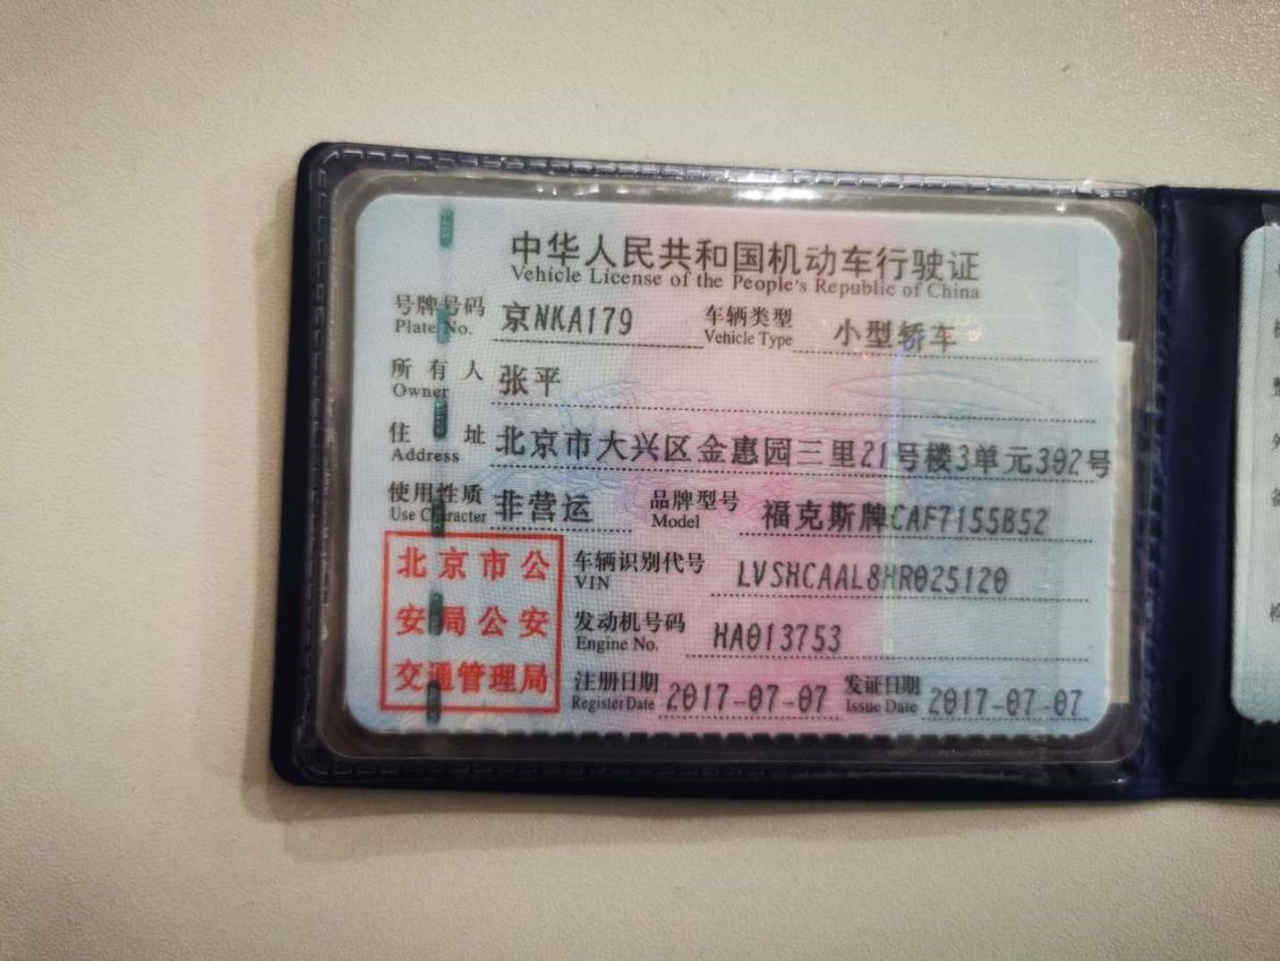 中华人民共和国机动车行驶证
Vehicle License of the People's Republic of China
号牌号码 京NKA179 车辆类型 小型轿车
Plate No. Vehicle Type
所有人 张平
Owner
住址 北京市大兴区金惠园三里21号楼3单元302号
Address
使用性质 非营运 品牌型号 福克斯牌CAF7155B52
Use Character Model
北京市公
安局公安
交通管理局
车辆识别代号 LVSHCAAL8HR025120
VIN
发动机号码 HA013753
Engine No.
注册日期 2017-07-07 发证日期 2017-07-07
Register Date Issue Date